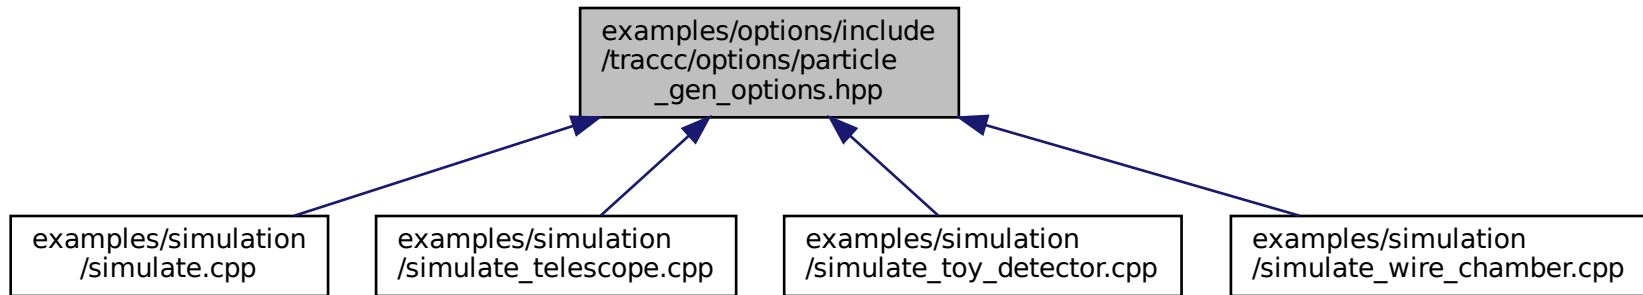 examples/options/include
/traccc/options/particle
_gen_options.hpp
examples/simulation
/simulate.cpp
examples/simulation
/simulate_telescope.cpp
examples/simulation
/simulate_toy_detector.cpp
examples/simulation
/simulate_wire_chamber.cpp